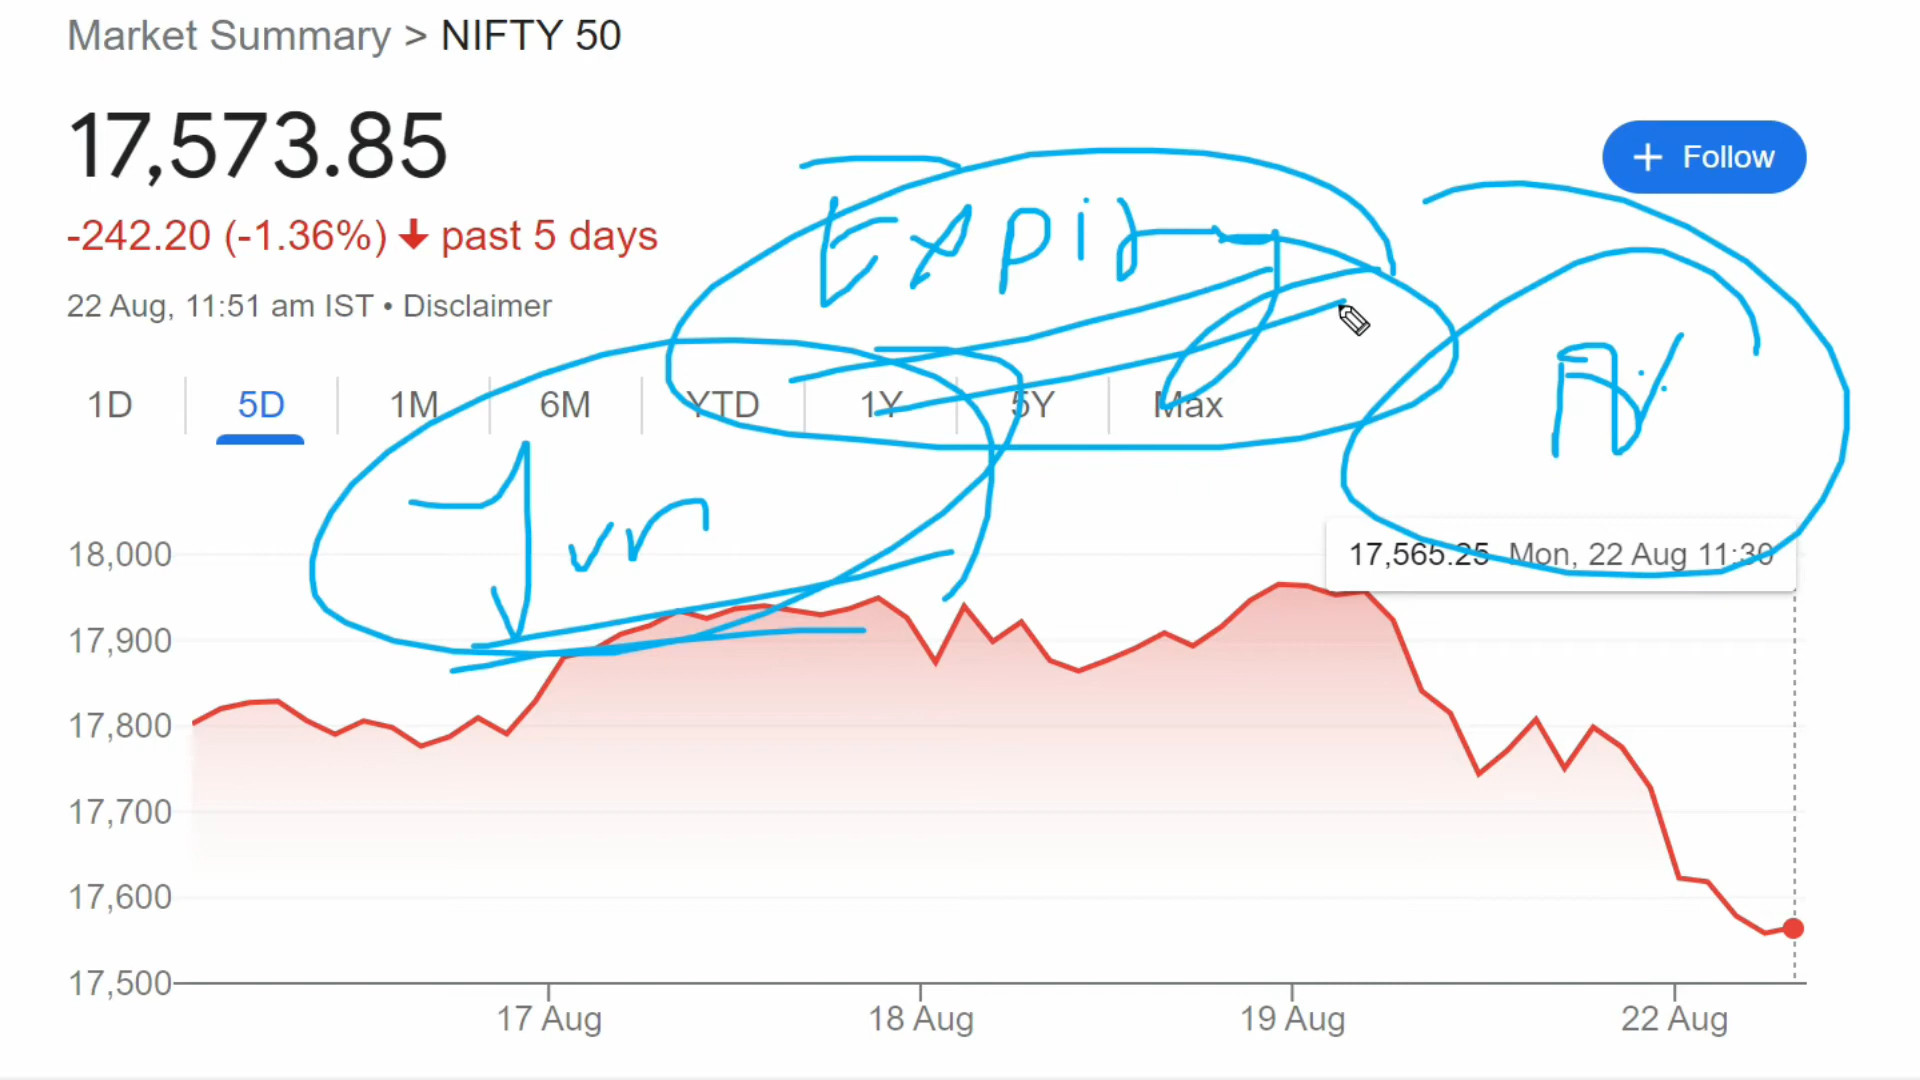 Market Summary > NIFTY 50
17,573.85
+ Follow
-242.20 (-1.36%) ↓ past 5 days
22 Aug, 11:51 am IST • Disclaimer
Expiry
1D 5D 1M 6M YTD 1Y 5Y Max
17,565.25 Mon, 22 Aug 11:30
18,000
17,900
17,800
17,700
17,600
17,500
17 Aug 18 Aug 19 Aug 22 Aug